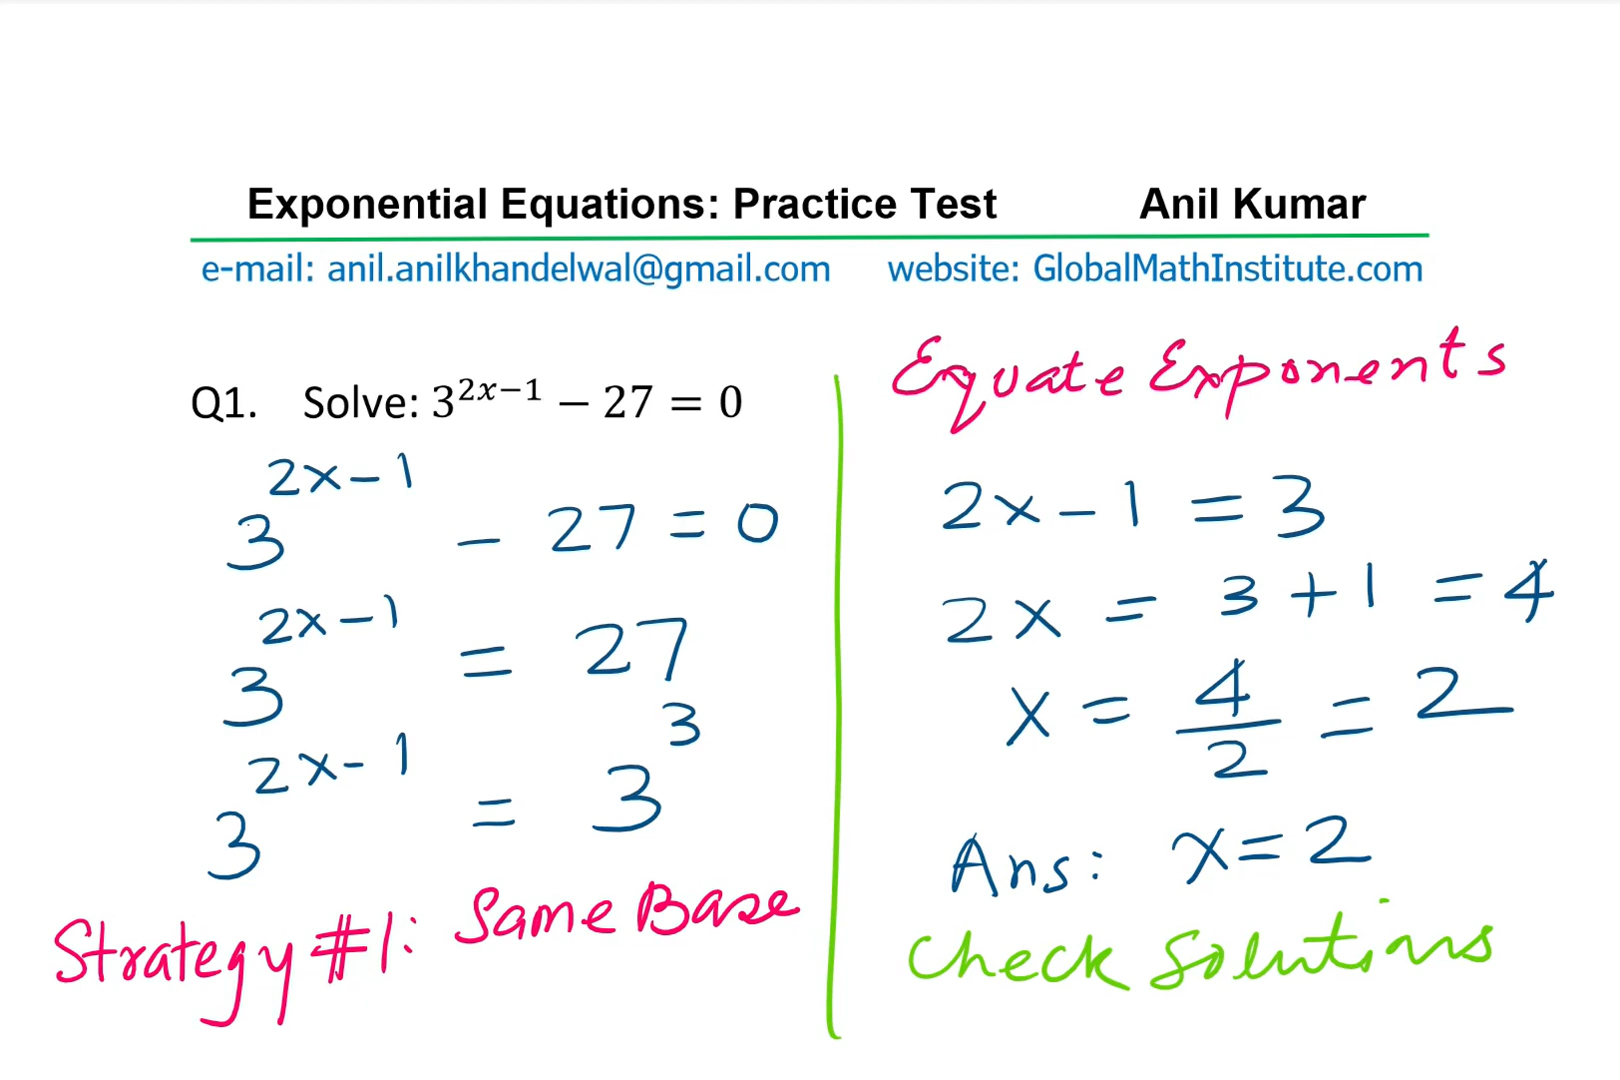 Exponential Equations: Practice Test Anil Kumar
e-mail: anil.anilkhandelwal@gmail.com website: GlobalMathInstitute.com
Q1. Solve: 3^{2x−1} − 27 = 0
3^{2x-1} - 27 = 0
3^{2x-1} = 27
3^{2x-1} = 3^3
Strategy #1: Same Base
Equate Exponents
2x - 1 = 3
2x = 3 + 1 = 4
x = 4/2 = 2
Ans: x = 2
Check Solutions